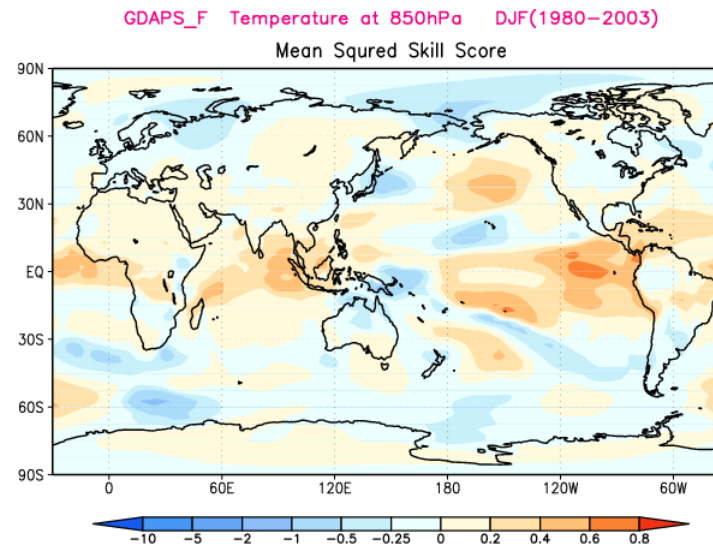 GDAPS_F Temperature at 850hPa DJF(1980-2003)
Mean Squred Skill Score
90N
60N
30N
EQ
30S
60S
90S
0 60E 120E 180 120W 60W
-10 -5 -2 -1 -0.5 -0.25 0 0.2 0.4 0.6 0.8